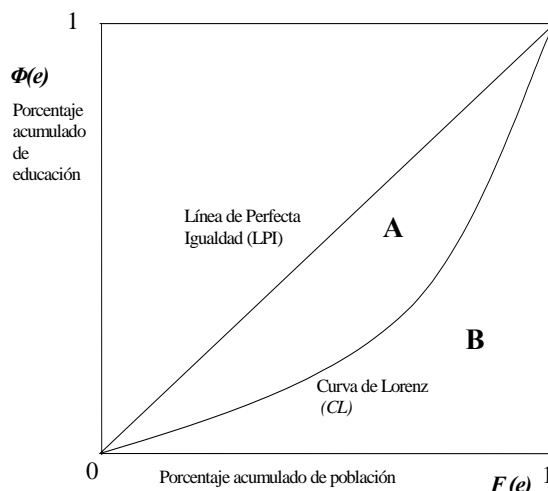 1
Φ(e)
Porcentaje
acumulado
de
educación
Línea de Perfecta
Igualdad (LPI)
A
B
Curva de Lorenz
(CL)
0
Porcentaje acumulado de población
F(e)
1